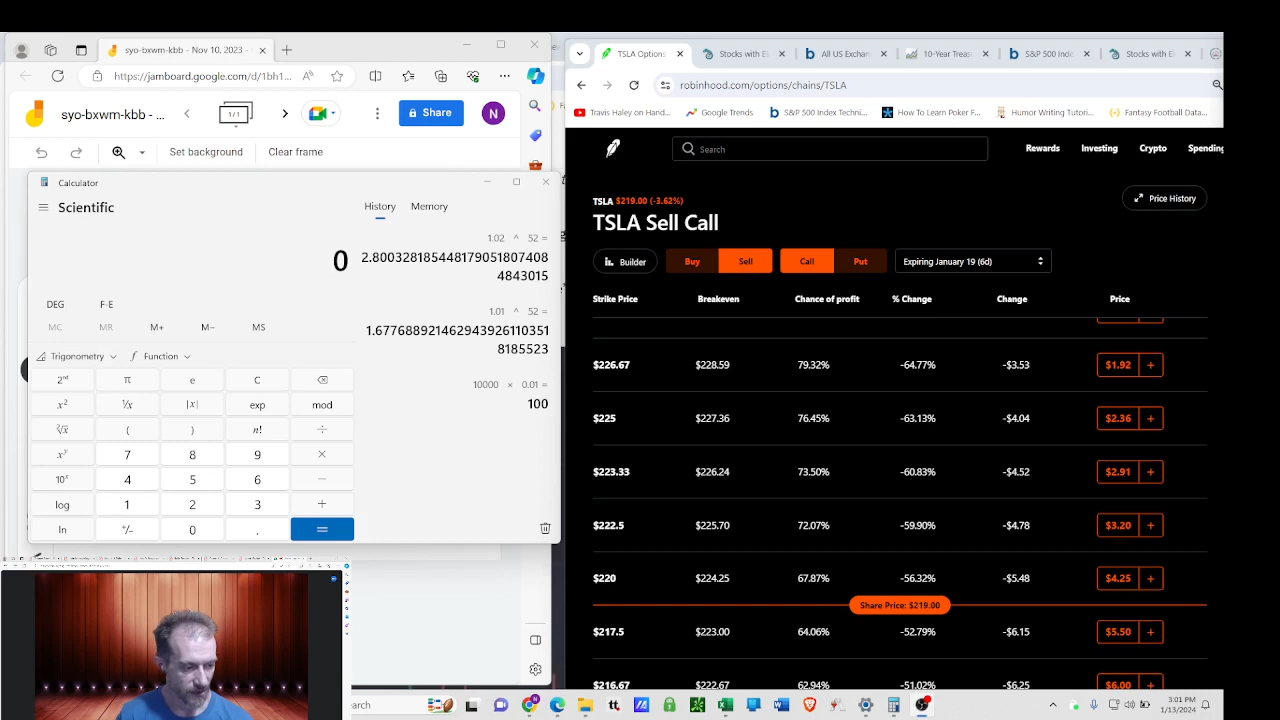 syo-bxwm-kbb - Nov 10, 2023 -
https://jamboard.google.com/d/1bh1...
syo-bxwm-kbb -
1/1
Share
N
Set background
Clear frame
Calculator
Scientific
History
Memory
0
1.02 ^ 52 =
2.8003281854481790518074084843015
DEG
F-E
1.01 ^ 52 =
1.6776889214629439261103518185523
MC
MR
M+
M-
MS
Trigonometry
Function
10000 × 0.01 =
100
2nd
π
e
C
x²
1/x
|x|
exp
mod
∛x
(
)
n!
÷
xʸ
7
8
9
×
10ˣ
4
5
6
−
log
1
2
3
+
ln
+/-
0
.
=
TSLA Options
Stocks with E
All US Exchan
10-Year Treas
S&P 500 Inde
Stocks with E
robinhood.com/options/chains/TSLA
Travis Haley on Hand...
Google Trends
S&P 500 Index Techni...
How To Learn Poker F...
Humor Writing Tutori...
Fantasy Football Data...
Search
Rewards
Investing
Crypto
Spending
TSLA $219.00 (-3.62%)
TSLA Sell Call
Price History
Builder
Buy
Sell
Call
Put
Expiring January 19 (6d)
Strike Price Breakeven Chance of profit % Change Change Price
$226.67 $228.59 79.32% -64.77% -$3.53 $1.92 +
$225 $227.36 76.45% -63.13% -$4.04 $2.36 +
$223.33 $226.24 73.50% -60.83% -$4.52 $2.91 +
$222.5 $225.70 72.07% -59.90% -$4.78 $3.20 +
$220 $224.25 67.87% -56.32% -$5.48 $4.25 +
Share Price: $219.00
$217.5 $223.00 64.06% -52.79% -$6.15 $5.50 +
$216.67 $222.67 62.94% -51.02% -$6.25 $6.00 +
arch
tt
3:01 PM
1/13/2024